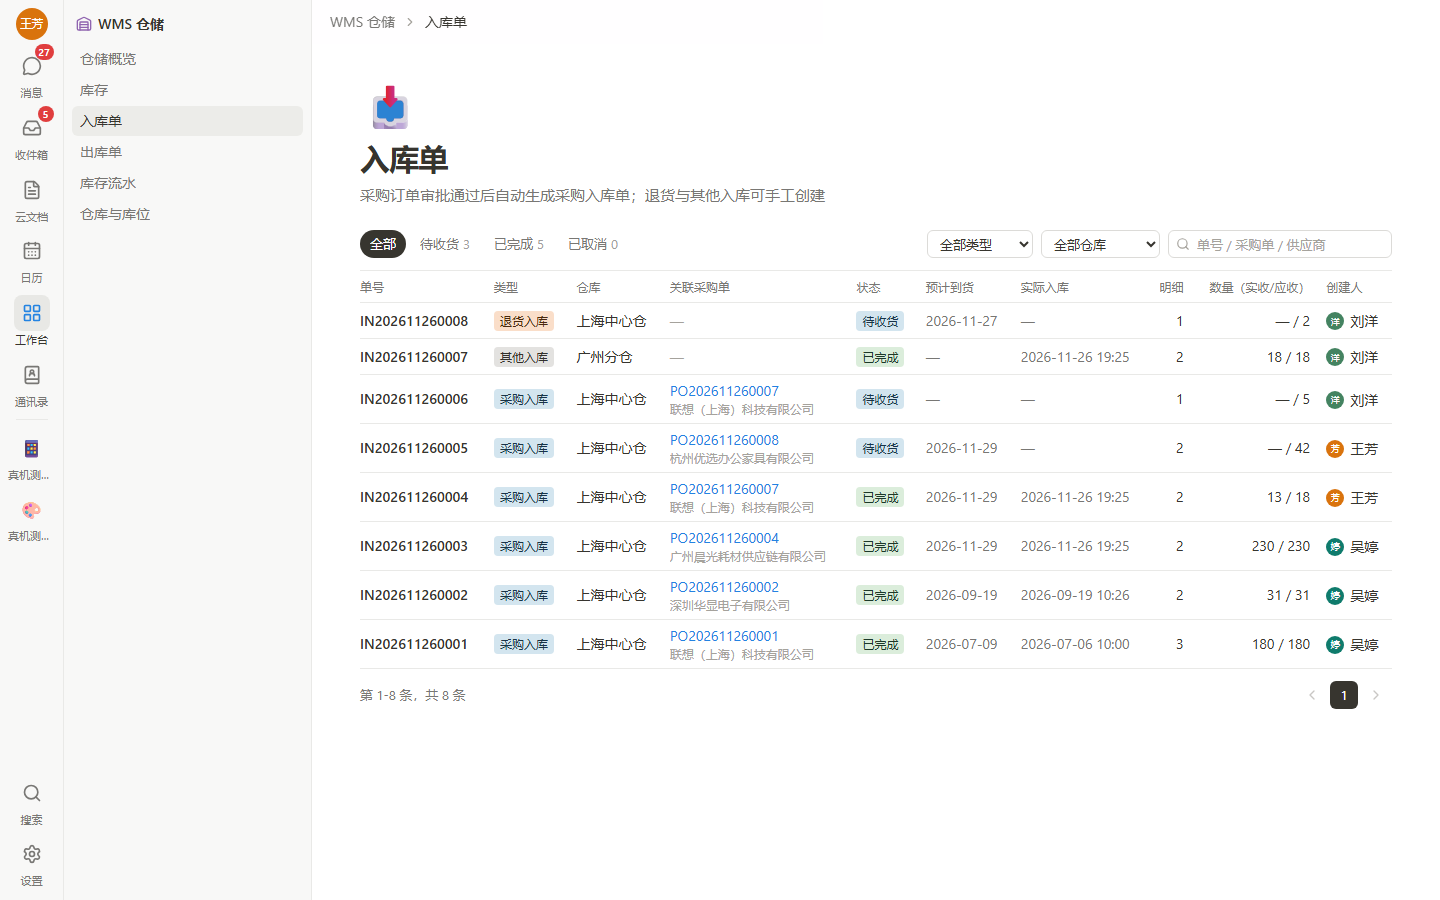 王芳
27
消息
5
收件箱
云文档
日历
工作台
通讯录
真机测...
真机测...
搜索
设置
WMS 仓储
仓储概览
库存
入库单
出库单
库存流水
仓库与库位
WMS 仓储 > 入库单
入库单
采购订单审批通过后自动生成采购入库单；退货与其他入库可手工创建
全部 待收货 3 已完成 5 已取消 0 全部类型 全部仓库 单号 / 采购单 / 供应商
单号 类型 仓库 关联采购单 状态 预计到货 实际入库 明细 数量（实收/应收） 创建人
IN202611260008 退货入库 上海中心仓 — 待收货 2026-11-27 — 1 — / 2 洋 刘洋
IN202611260007 其他入库 广州分仓 — 已完成 — 2026-11-26 19:25 2 18 / 18 洋 刘洋
IN202611260006 采购入库 上海中心仓 PO202611260007 待收货 — — 1 — / 5 洋 刘洋
联想（上海）科技有限公司
IN202611260005 采购入库 上海中心仓 PO202611260008 待收货 2026-11-29 — 2 — / 42 芳 王芳
杭州优选办公家具有限公司
IN202611260004 采购入库 上海中心仓 PO202611260007 已完成 2026-11-29 2026-11-26 19:25 2 13 / 18 芳 王芳
联想（上海）科技有限公司
IN202611260003 采购入库 上海中心仓 PO202611260004 已完成 2026-11-29 2026-11-26 19:25 2 230 / 230 婷 吴婷
广州晨光耗材供应链有限公司
IN202611260002 采购入库 上海中心仓 PO202611260002 已完成 2026-09-19 2026-09-19 10:26 2 31 / 31 婷 吴婷
深圳华显电子有限公司
IN202611260001 采购入库 上海中心仓 PO202611260001 已完成 2026-07-09 2026-07-06 10:00 3 180 / 180 婷 吴婷
联想（上海）科技有限公司
第 1-8 条，共 8 条 1